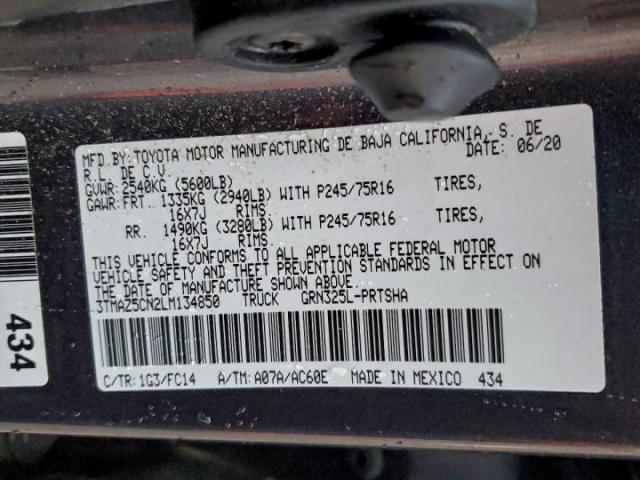 MFD.BY:TOYOTA MOTOR MANUFACTURING DE BAJA CALIFORNIA, S. DE
R.L. DE C.V. DATE: 06/20
GVWR:2540KG (5600LB)
GAWR:FRT. 1335KG (2940LB) WITH P245/75R16 TIRES,
16X7J RIMS.
RR. 1490KG (3280LB) WITH P245/75R16 TIRES,
16X7J RIMS.
THIS VEHICLE CONFORMS TO ALL APPLICABLE FEDERAL MOTOR
VEHICLE SAFETY AND THEFT PREVENTION STANDARDS IN EFFECT ON
THE DATE OF MANUFACTURE SHOWN ABOVE.
3TMAZ5CN2LM134850 TRUCK GRN325L-PRTSHA
C/TR:1G3/FC14 A/TM:A07A/AC60E MADE IN MEXICO 434
434